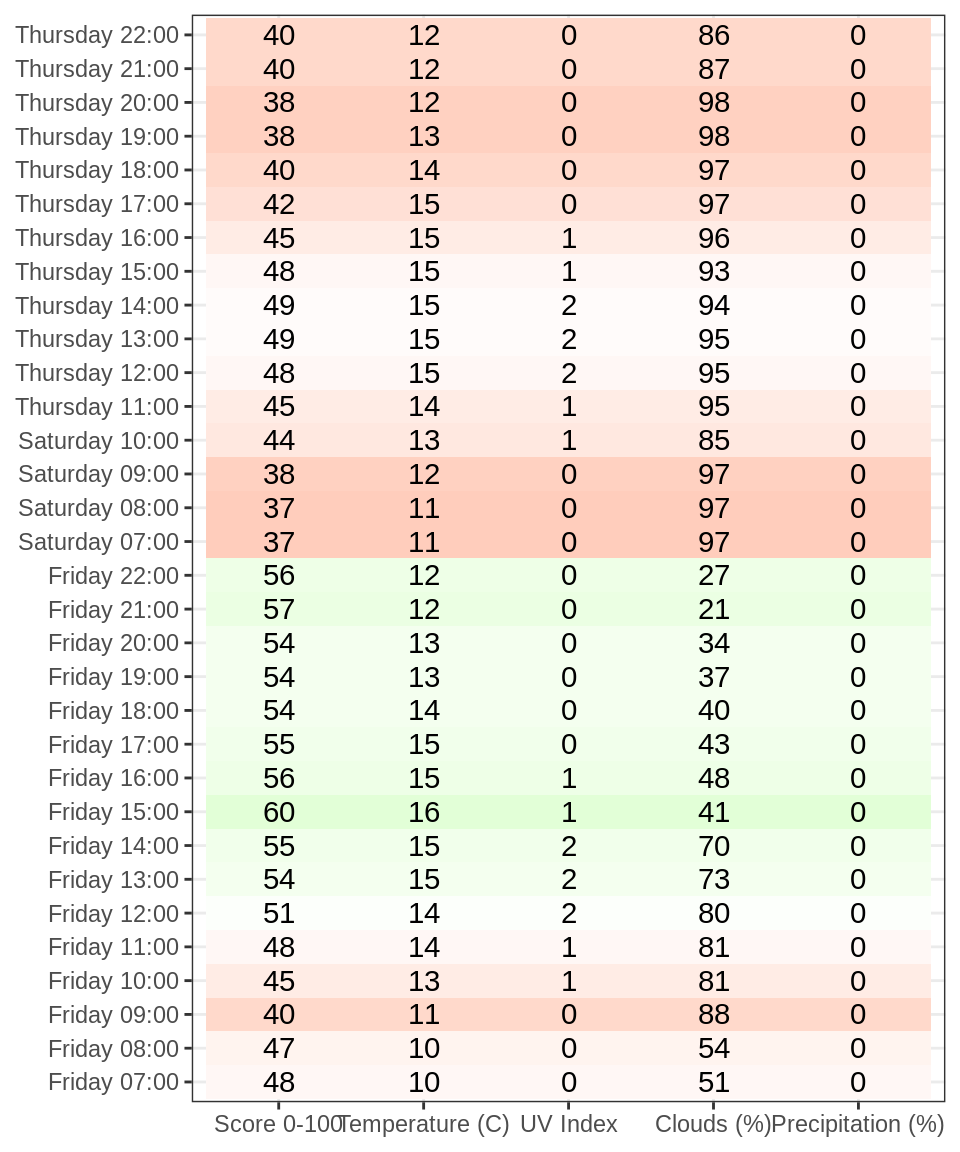 Thursday 22:00 40 12 0 86 0
Thursday 21:00 40 12 0 87 0
Thursday 20:00 38 12 0 98 0
Thursday 19:00 38 13 0 98 0
Thursday 18:00 40 14 0 97 0
Thursday 17:00 42 15 0 97 0
Thursday 16:00 45 15 1 96 0
Thursday 15:00 48 15 1 93 0
Thursday 14:00 49 15 2 94 0
Thursday 13:00 49 15 2 95 0
Thursday 12:00 48 15 2 95 0
Thursday 11:00 45 14 1 95 0
Saturday 10:00 44 13 1 85 0
Saturday 09:00 38 12 0 97 0
Saturday 08:00 37 11 0 97 0
Saturday 07:00 37 11 0 97 0
Friday 22:00 56 12 0 27 0
Friday 21:00 57 12 0 21 0
Friday 20:00 54 13 0 34 0
Friday 19:00 54 13 0 37 0
Friday 18:00 54 14 0 40 0
Friday 17:00 55 15 0 43 0
Friday 16:00 56 15 1 48 0
Friday 15:00 60 16 1 41 0
Friday 14:00 55 15 2 70 0
Friday 13:00 54 15 2 73 0
Friday 12:00 51 14 2 80 0
Friday 11:00 48 14 1 81 0
Friday 10:00 45 13 1 81 0
Friday 09:00 40 11 0 88 0
Friday 08:00 47 10 0 54 0
Friday 07:00 48 10 0 51 0
Score 0-100 Temperature (C) UV Index Clouds (%) Precipitation (%)